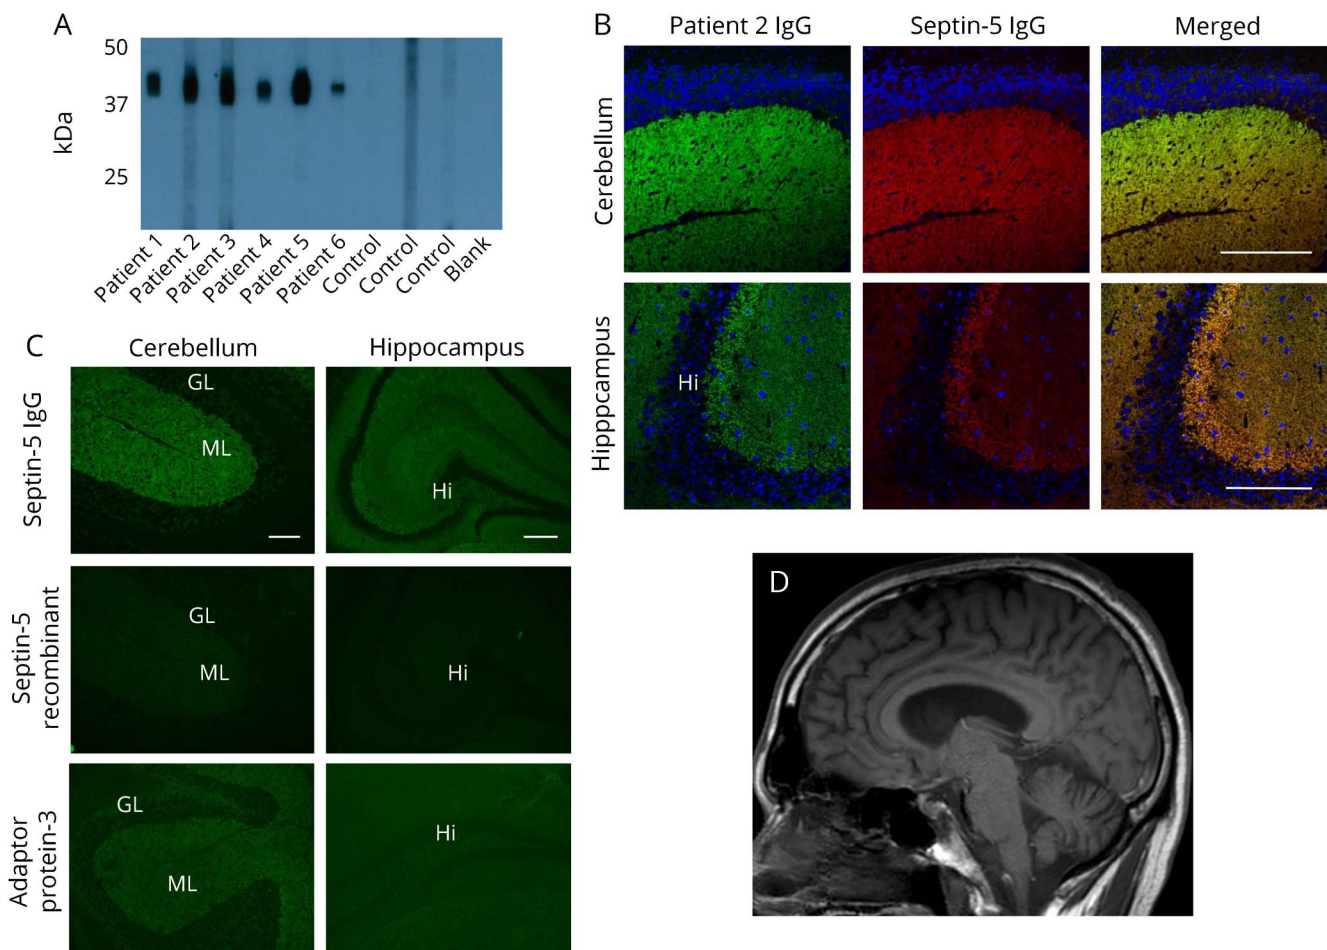 A
50
37
25
kDa
Patient 1
Patient 2
Patient 3
Patient 4
Patient 5
Patient 6
Control
Control
Control
Blank
B
Patient 2 IgG
Septin-5 IgG
Merged
Cerebellum
Hipppcampus
Hi
C
Cerebellum
Hippocampus
Septin-5 IgG
GL
ML
Hi
Septin-5
recombinant
GL
ML
Hi
Adaptor
protein-3
GL
ML
Hi
D